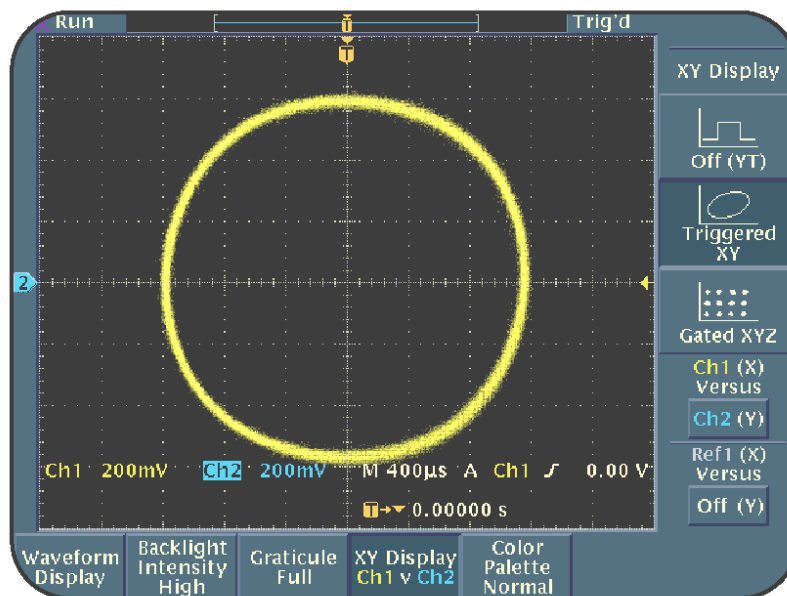 Run
Trig'd
T
T
2
XY Display
Off (YT)
Triggered
XY
Gated XYZ
Ch1 (X)
Versus
Ch2 (Y)
Ref1 (X)
Versus
Off (Y)
Ch1 200mV Ch2 200mV M 400µs A Ch1 0.00 V
T 0.00000 s
Waveform
Display
Backlight
Intensity
High
Graticule
Full
XY Display
Ch1 v Ch2
Color
Palette
Normal